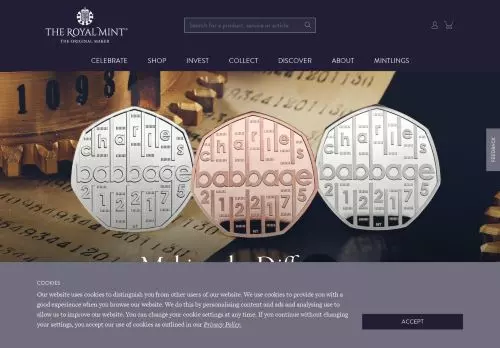 THE ROYAL MINT
THE ORIGINAL MAKER
Search for a product, service or article
CELEBRATE SHOP INVEST COLLECT DISCOVER ABOUT MINTLINGS
1098
charles
babbage
2 1 2 2 1 7 5
charles
babbage
2 1 2 2 1 7 5
charles
babbage
2 1 2 2 1 7 5
FEEDBACK
COOKIES
Our website uses cookies to distinguish you from other users of our website. We use cookies to provide you with a
good experience when you browse our website. We do this by personalising content and ads and analysing use to
allow us to improve our website. You can change your cookie settings at any time. If you continue without changing
your settings, you accept our use of cookies as outlined in our Privacy Policy.
ACCEPT